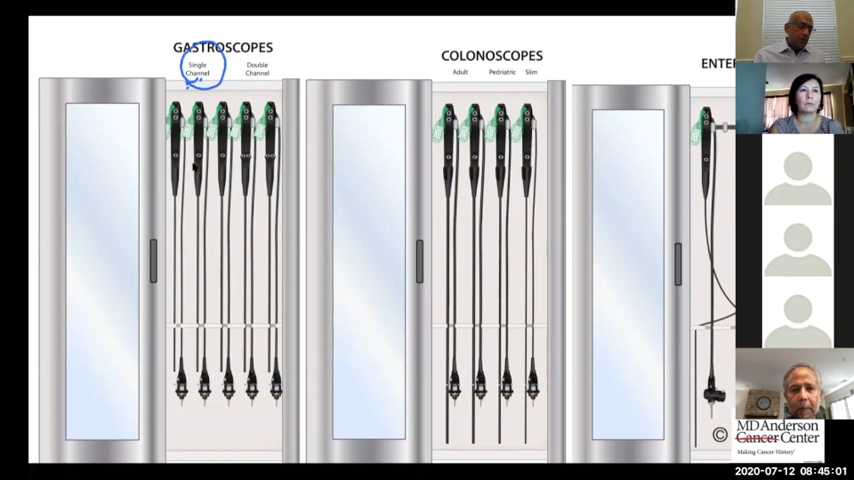 GASTROSCOPES
Single
Channel
Double
Channel
COLONOSCOPES
Adult
Pedriatric
Slim
ENTER
©
MDAnderson
Cancer Center
Making Cancer History®
2020-07-12 08:45:01